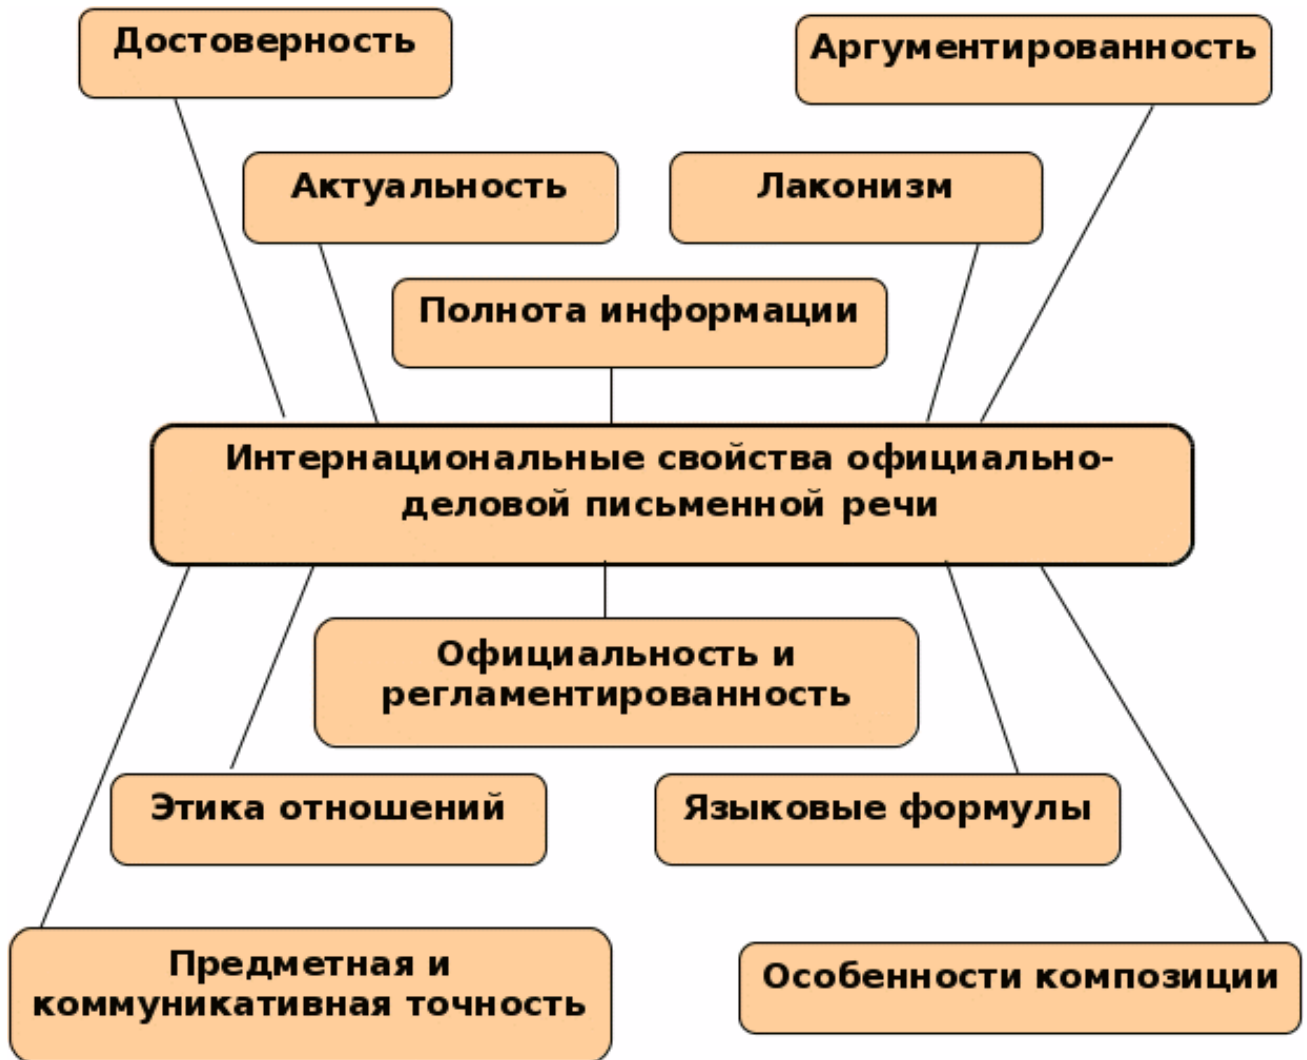 Достоверность
Аргументированность
Актуальность
Лаконизм
Полнота информации
Интернациональные свойства официально-
деловой письменной речи
Официальность и
регламентированность
Этика отношений
Языковые формулы
Предметная и
коммуникативная точность
Особенности композиции